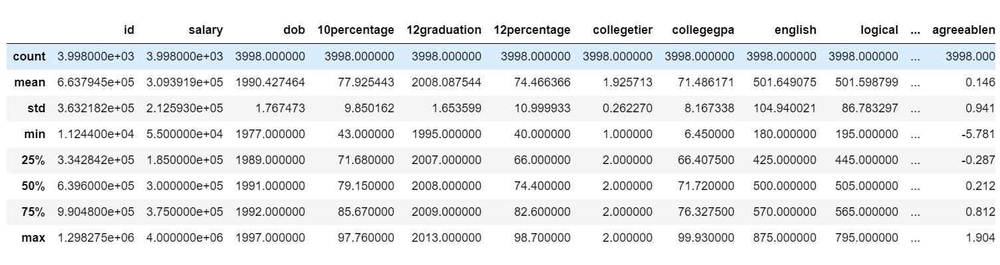 id salary dob 10percentage 12graduation 12percentage collegetier collegegpa english logical ... agreeablen
count 3.998000e+03 3.998000e+03 3998.000000 3998.000000 3998.000000 3998.000000 3998.000000 3998.000000 3998.000000 3998.000000 ... 3998.000
mean 6.637945e+05 3.093919e+05 1990.427464 77.925443 2008.087544 74.466366 1.925713 71.486171 501.649075 501.598799 ... 0.146
std 3.632182e+05 2.125930e+05 1.767473 9.850162 1.653599 10.999933 0.262270 8.167338 104.940021 86.783297 ... 0.941
min 1.124400e+04 5.500000e+04 1977.000000 43.000000 1995.000000 40.000000 1.000000 6.450000 180.000000 195.000000 ... -5.781
25% 3.342842e+05 1.850000e+05 1989.000000 71.680000 2007.000000 66.000000 2.000000 66.407500 425.000000 445.000000 ... -0.287
50% 6.396000e+05 3.000000e+05 1991.000000 79.150000 2008.000000 74.400000 2.000000 71.720000 500.000000 505.000000 ... 0.212
75% 9.904800e+05 3.750000e+05 1992.000000 85.670000 2009.000000 82.600000 2.000000 76.327500 570.000000 565.000000 ... 0.812
max 1.298275e+06 4.000000e+06 1997.000000 97.760000 2013.000000 98.700000 2.000000 99.930000 875.000000 795.000000 ... 1.904